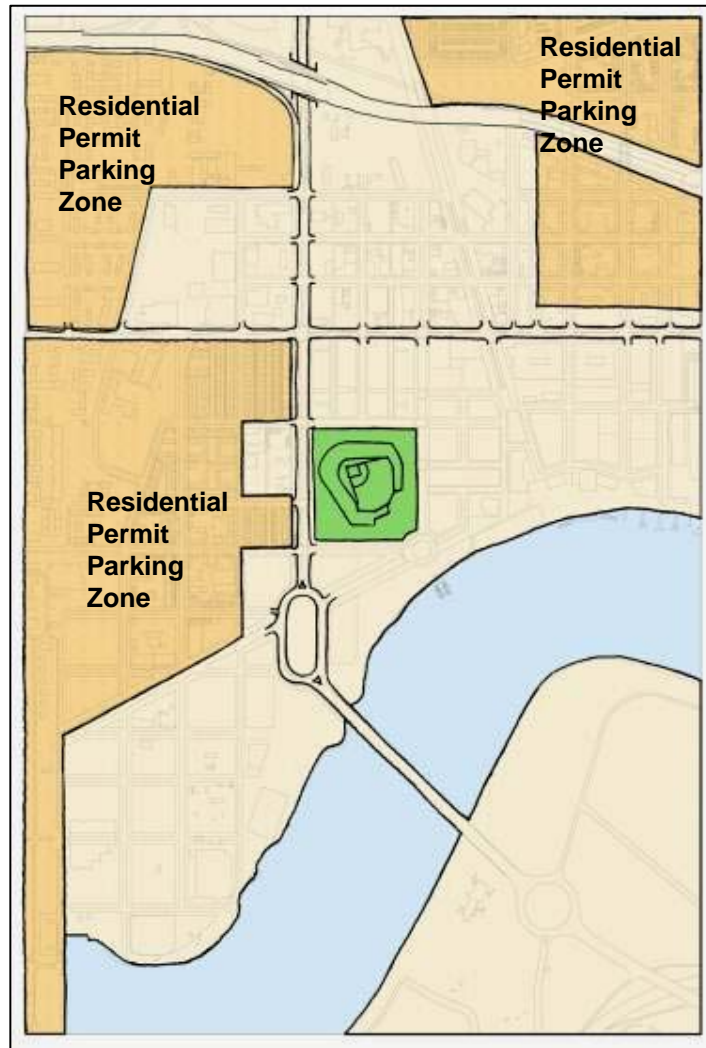 Residential
Permit
Parking
Zone
Residential
Permit
Parking
Zone
Residential
Permit
Parking
Zone